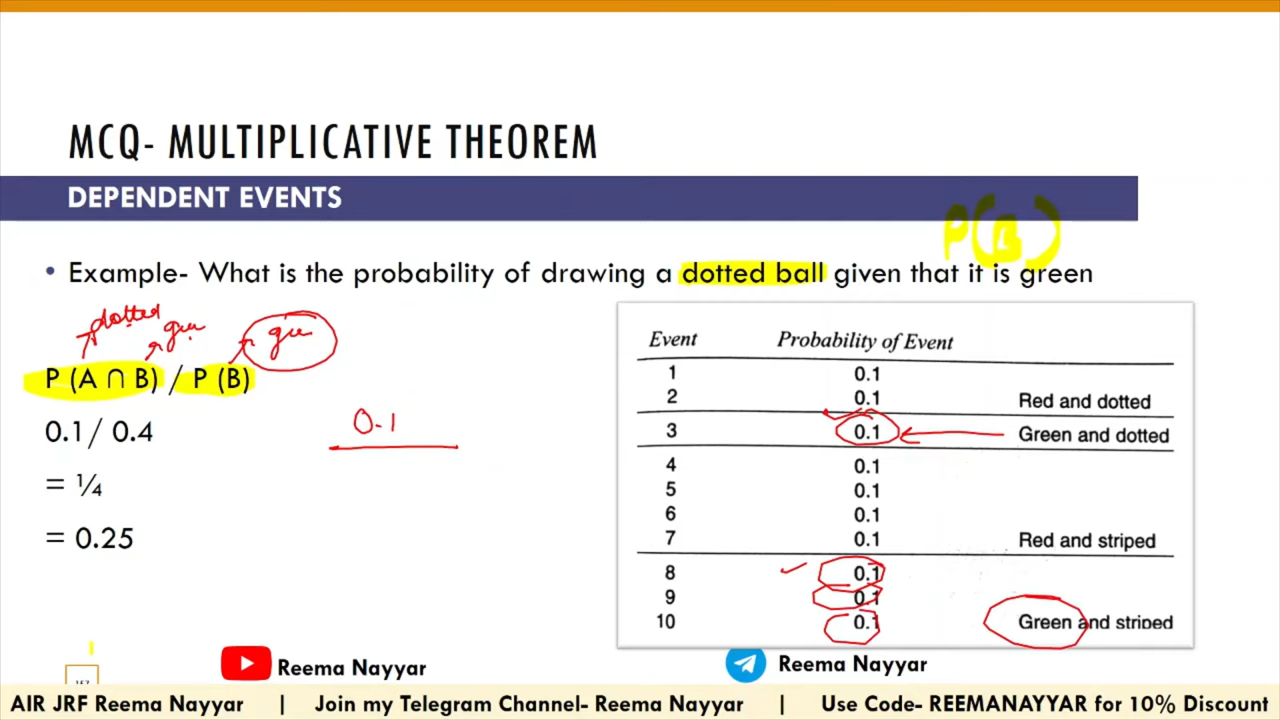 MCQ- MULTIPLICATIVE THEOREM
DEPENDENT EVENTS
P(B)
• Example- What is the probability of drawing a dotted ball given that it is green
dotted
gre
gre
P (A ∩ B) / P (B)
0.1/ 0.4
0.1
= ¼
= 0.25
Event Probability of Event
1 0.1
2 0.1 Red and dotted
3 0.1 Green and dotted
4 0.1
5 0.1
6 0.1
7 0.1 Red and striped
8 0.1
9 0.1
10 0.1 Green and striped
Reema Nayyar
Reema Nayyar
AIR JRF Reema Nayyar | Join my Telegram Channel- Reema Nayyar | Use Code- REEMANAYYAR for 10% Discount